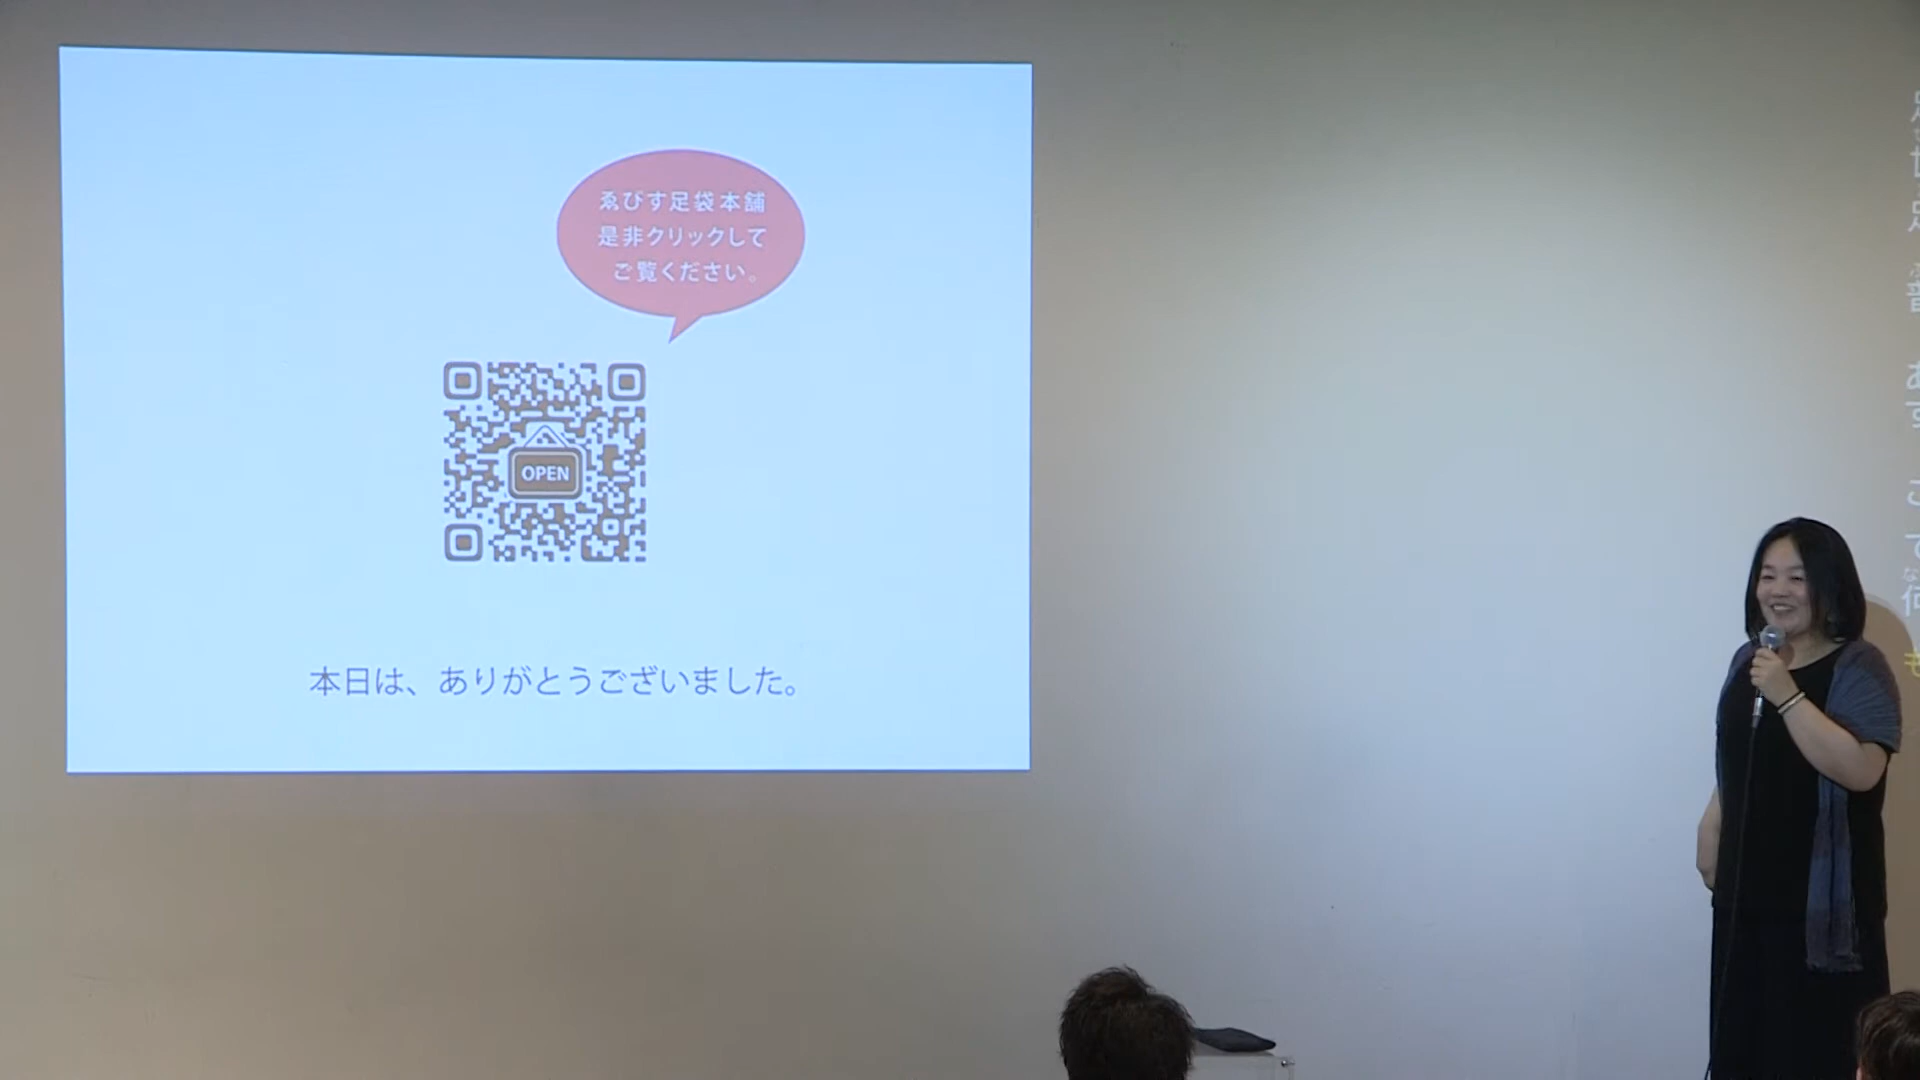 ゑびす足袋本舗
是非クリックして
ご覧ください。
OPEN
本日は、ありがとうございました。